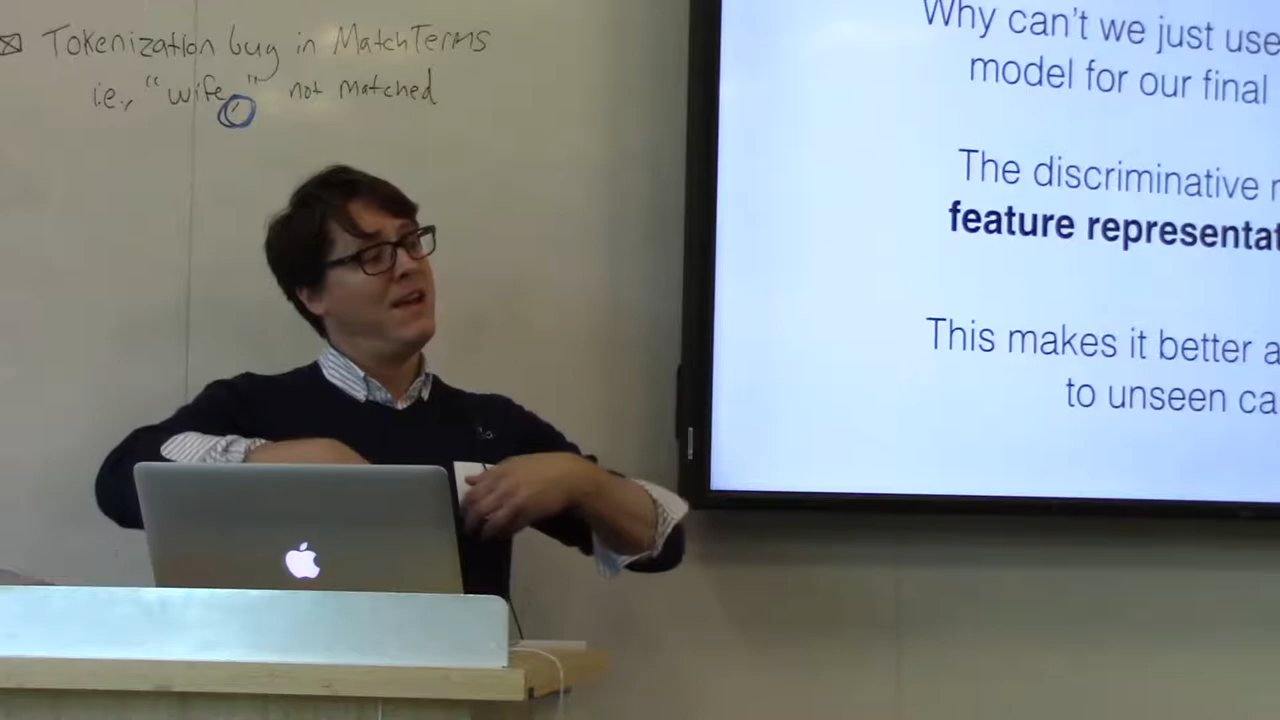 Tokenization bug in MatchTerms
i.e., "wife," not matched
Why can't we just use
model for our final
The discriminative
feature representat
This makes it better a
to unseen ca